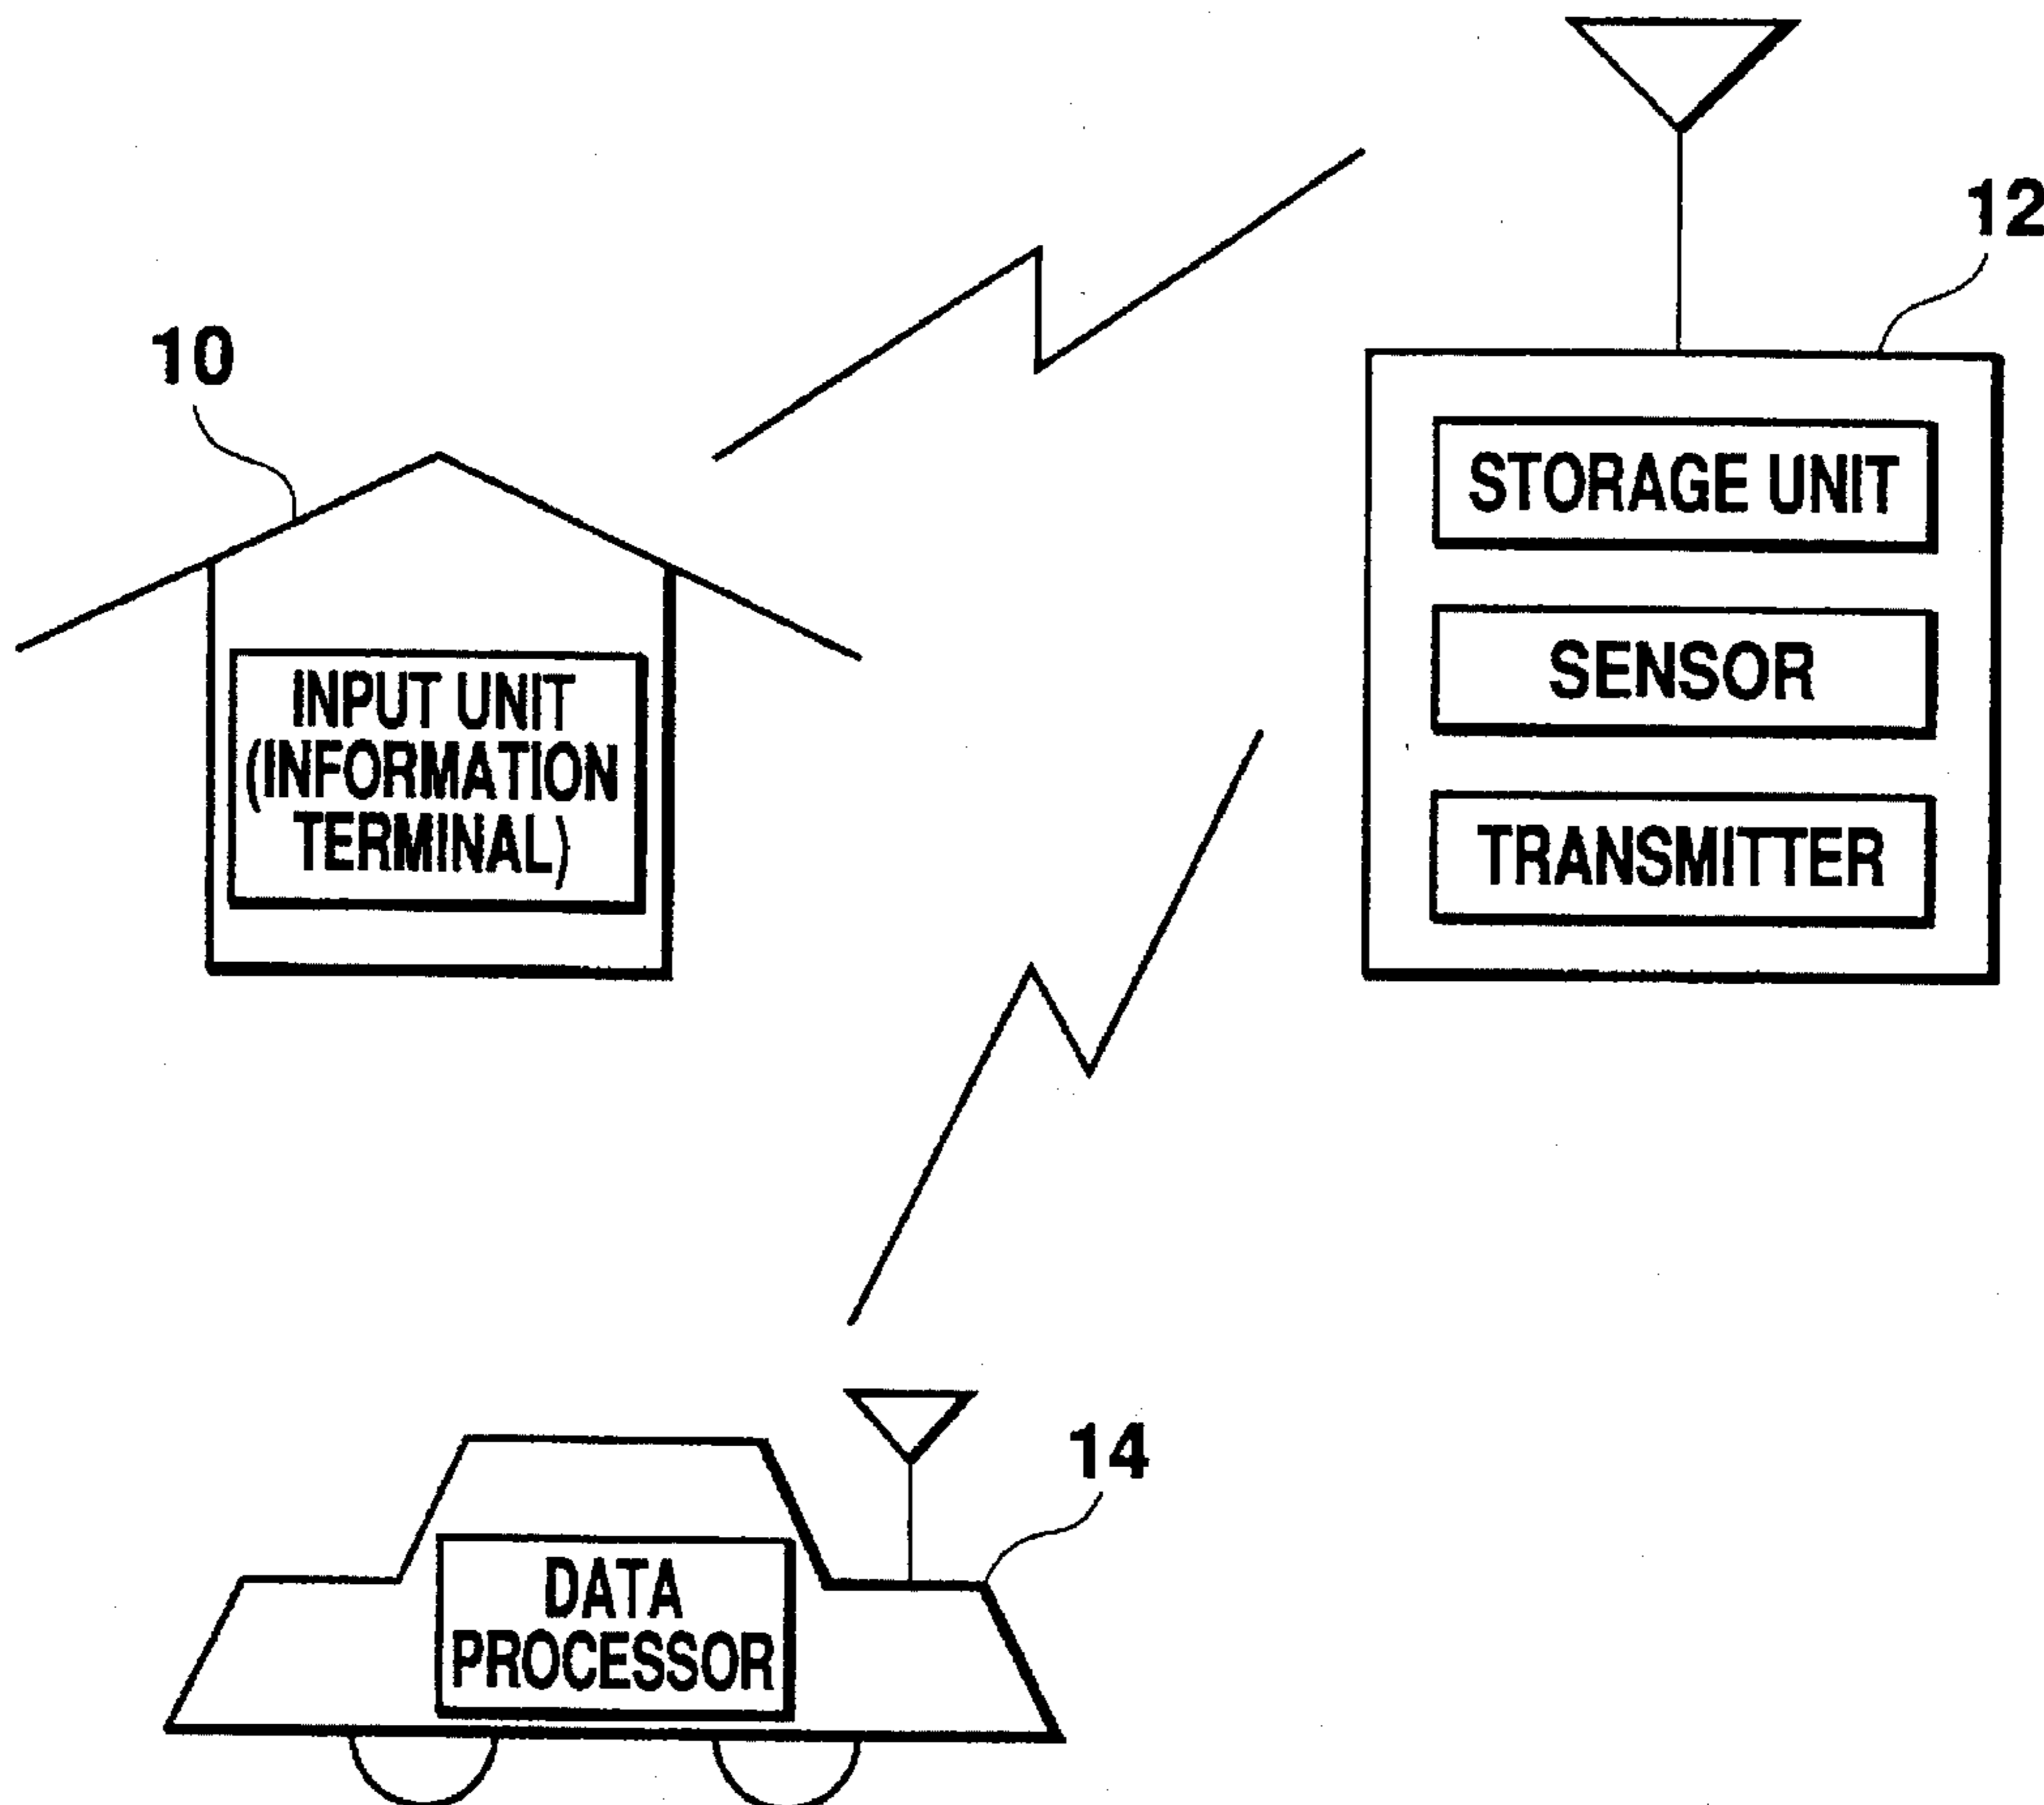 12
10
STORAGE UNIT
SENSOR
TRANSMITTER
INPUT UNIT
(INFORMATION
TERMINAL)
14
DATA
PROCESSOR